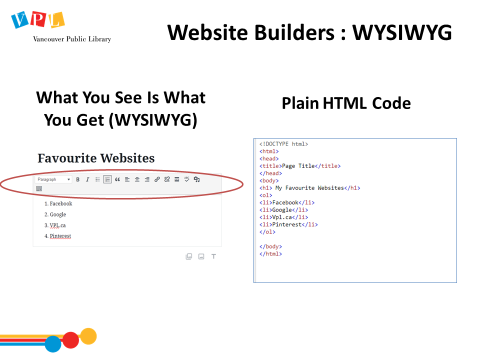 VPL
Vancouver Public Library
Website Builders : WYSIWYG
What You See Is What
You Get (WYSIWYG)
Favourite Websites
Paragraph
B I
1. Facebook
2. Google
3. VPL.ca
4. Pinterest
T
Plain HTML Code
<!DOCTYPE html>
<html>
<head>
<title>Page Title</title>
</head>
<body>
<h1> My Favourite Websites</h1>
<ol>
<li>Facebook</li>
<li>Google</li>
<li>Vpl.ca</li>
<li>Pinterest</li>
</ol>
</body>
</html>